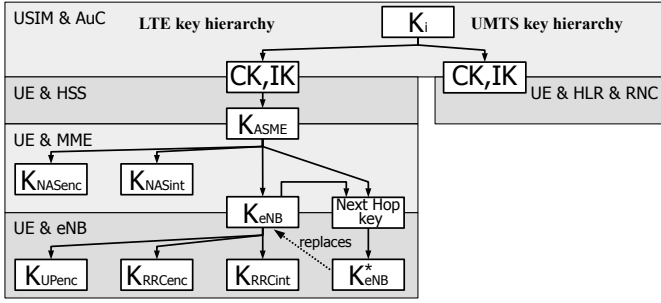 USIM & AuC
LTE key hierarchy
Ki
UMTS key hierarchy
CK,IK
CK,IK
UE & HSS
UE & HLR & RNC
KASME
UE & MME
KNASenc
KNASint
KeNB
Next Hop
key
UE & eNB
replaces
KUPenc
KRRCenc
KRRCint
K*eNB